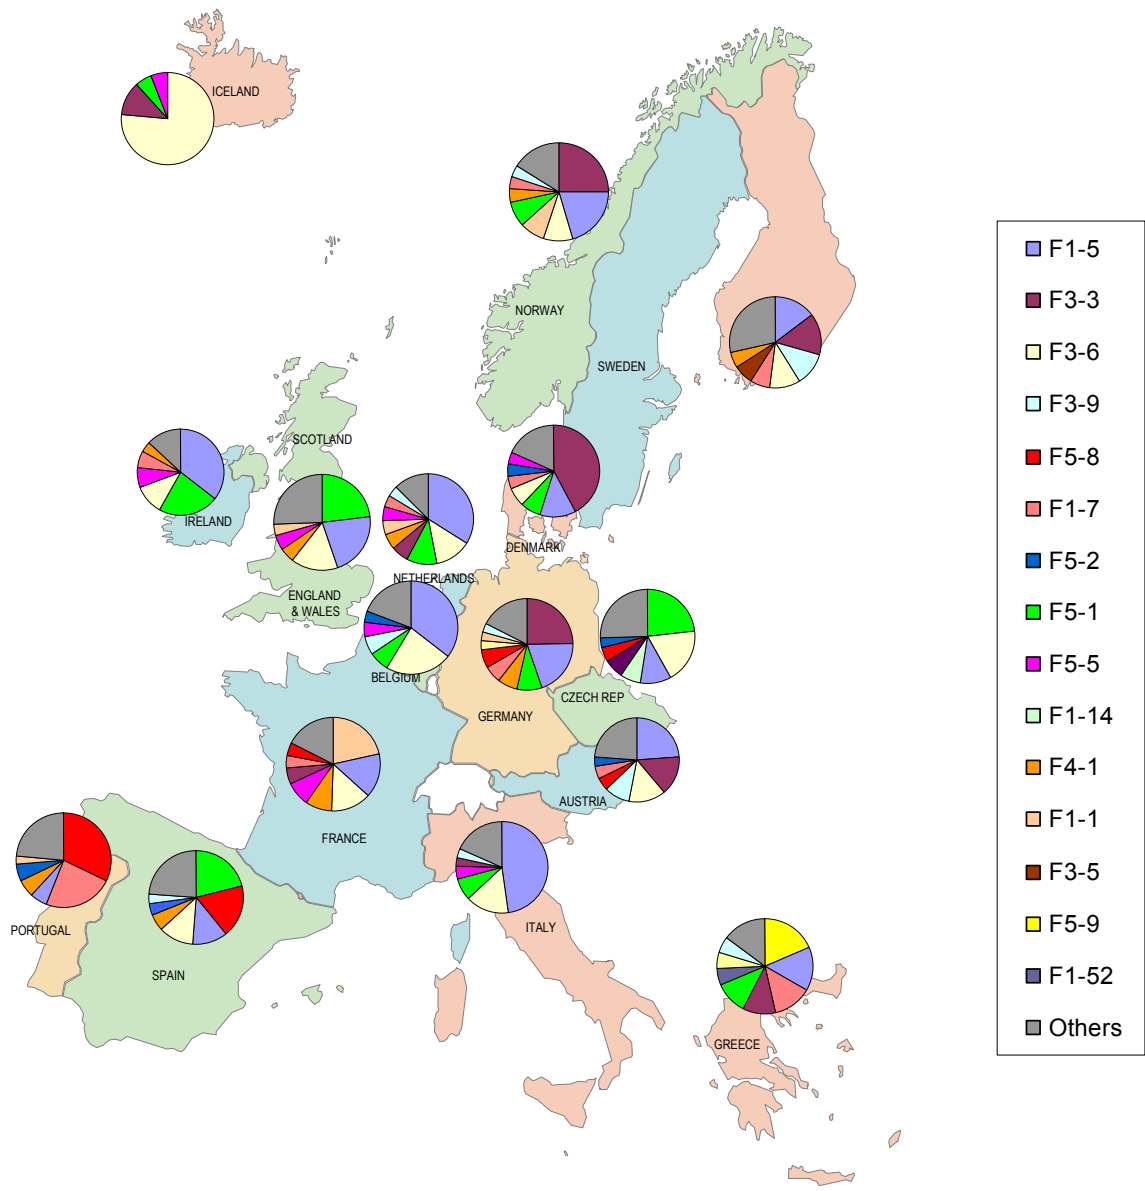 ICELAND
NORWAY
SWEDEN
SCOTLAND
IRELAND
DENMARK
NETHERLANDS
ENGLAND
& WALES
BELGIUM
CZECH REP
GERMANY
AUSTRIA
FRANCE
ITALY
PORTUGAL
SPAIN
GREECE
F1-5
F3-3
F3-6
F3-9
F5-8
F1-7
F5-2
F5-1
F5-5
F1-14
F4-1
F1-1
F3-5
F5-9
F1-52
Others